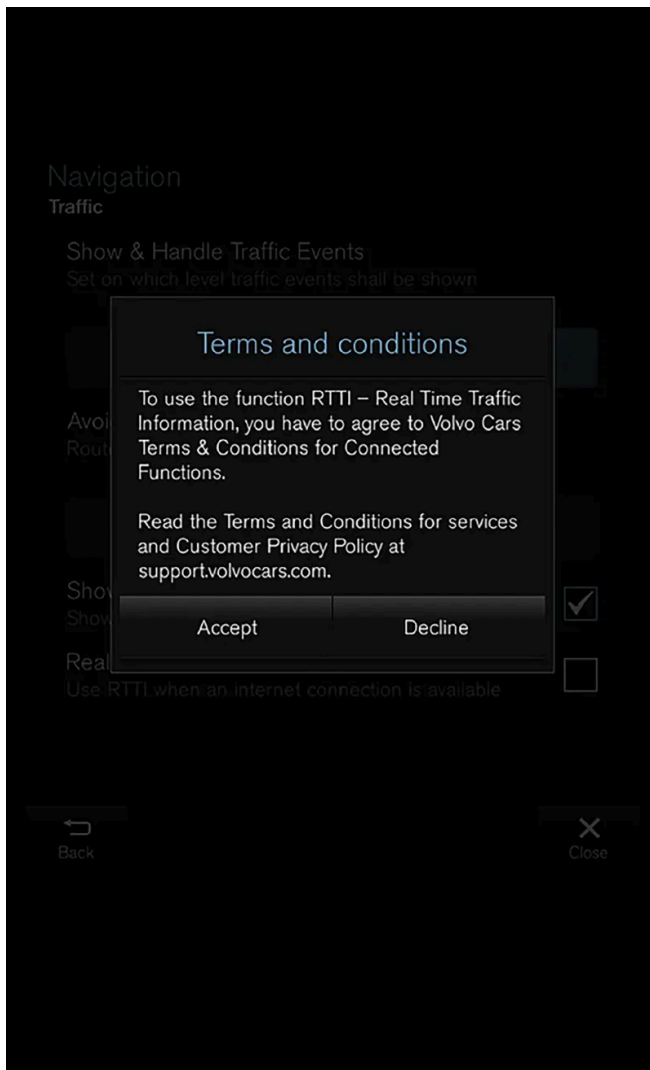 Navigation
Traffic
Show & Handle Traffic Events
Set on which level traffic events shall be shown
Terms and conditions
To use the function RTTI – Real Time Traffic
Information, you have to agree to Volvo Cars
Terms & Conditions for Connected
Functions.
Read the Terms and Conditions for services
and Customer Privacy Policy at
support.volvocars.com.
Accept
Decline
Show
Real
Use RTTI when an internet connection is available
Back
Close